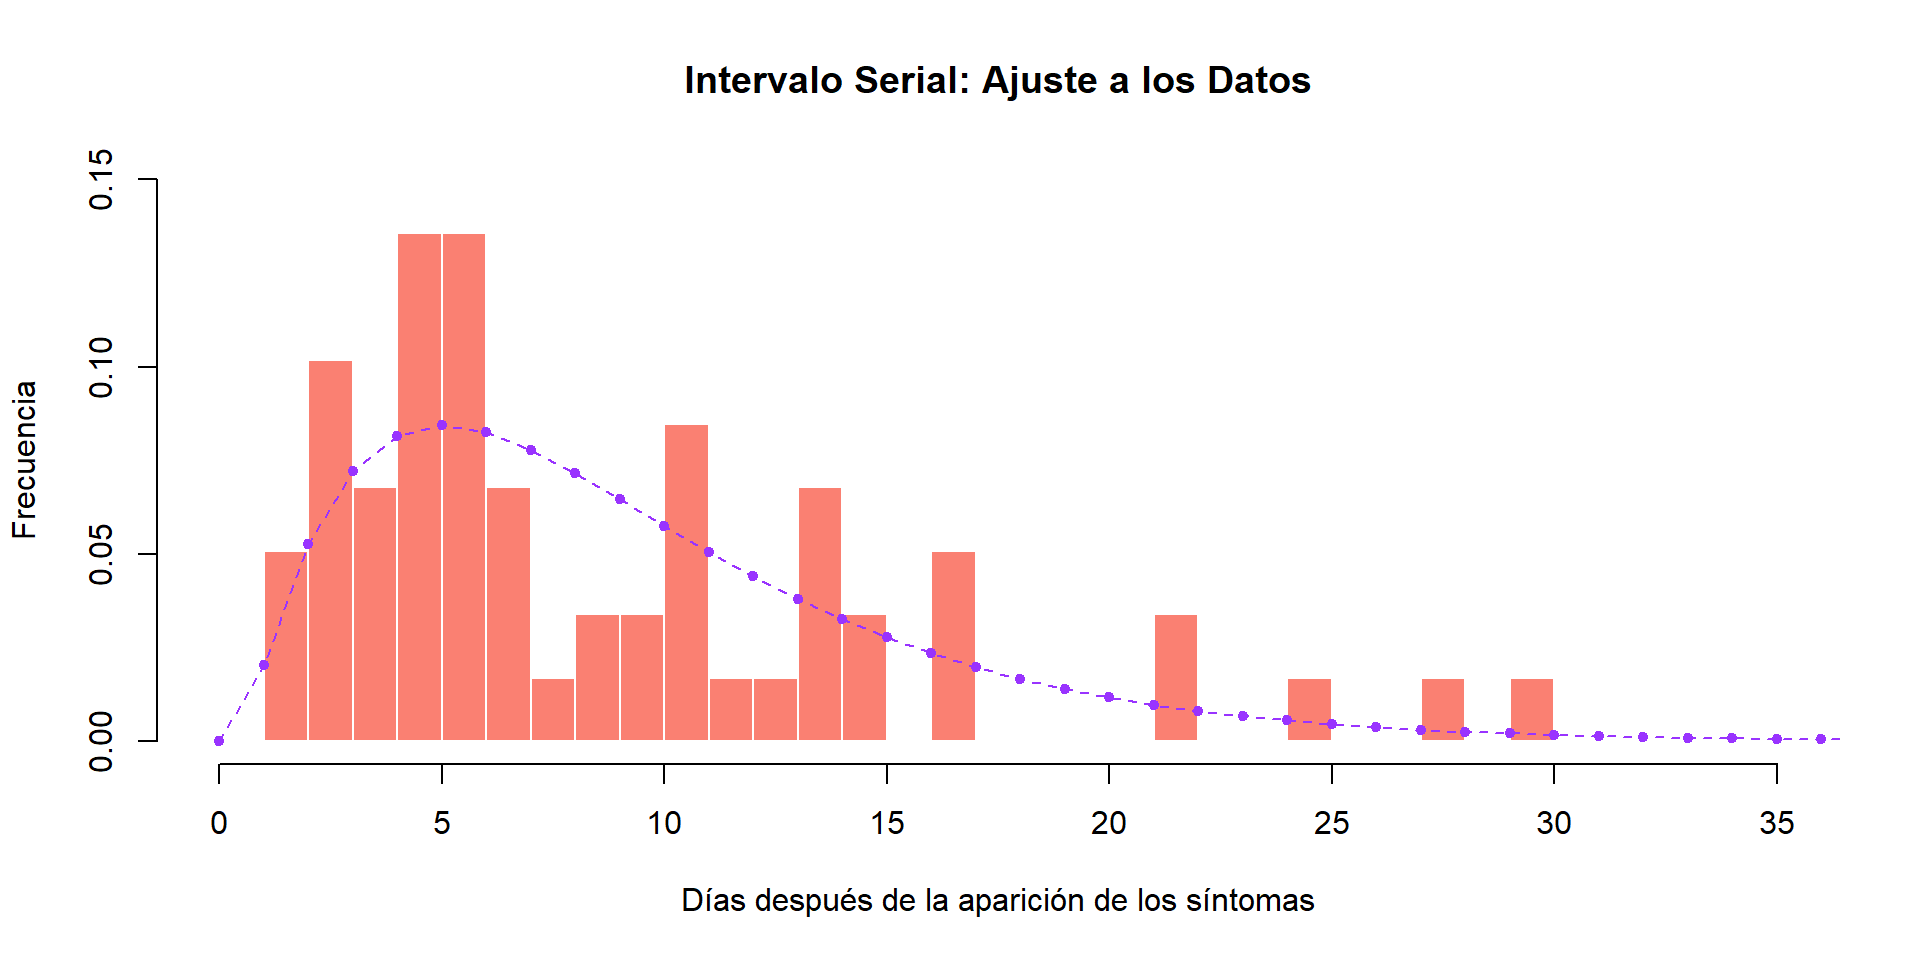 Intervalo Serial: Ajuste a los Datos
0.15
0.10
0.05
0.00
Frecuencia
0 5 10 15 20 25 30 35
Días después de la aparición de los síntomas